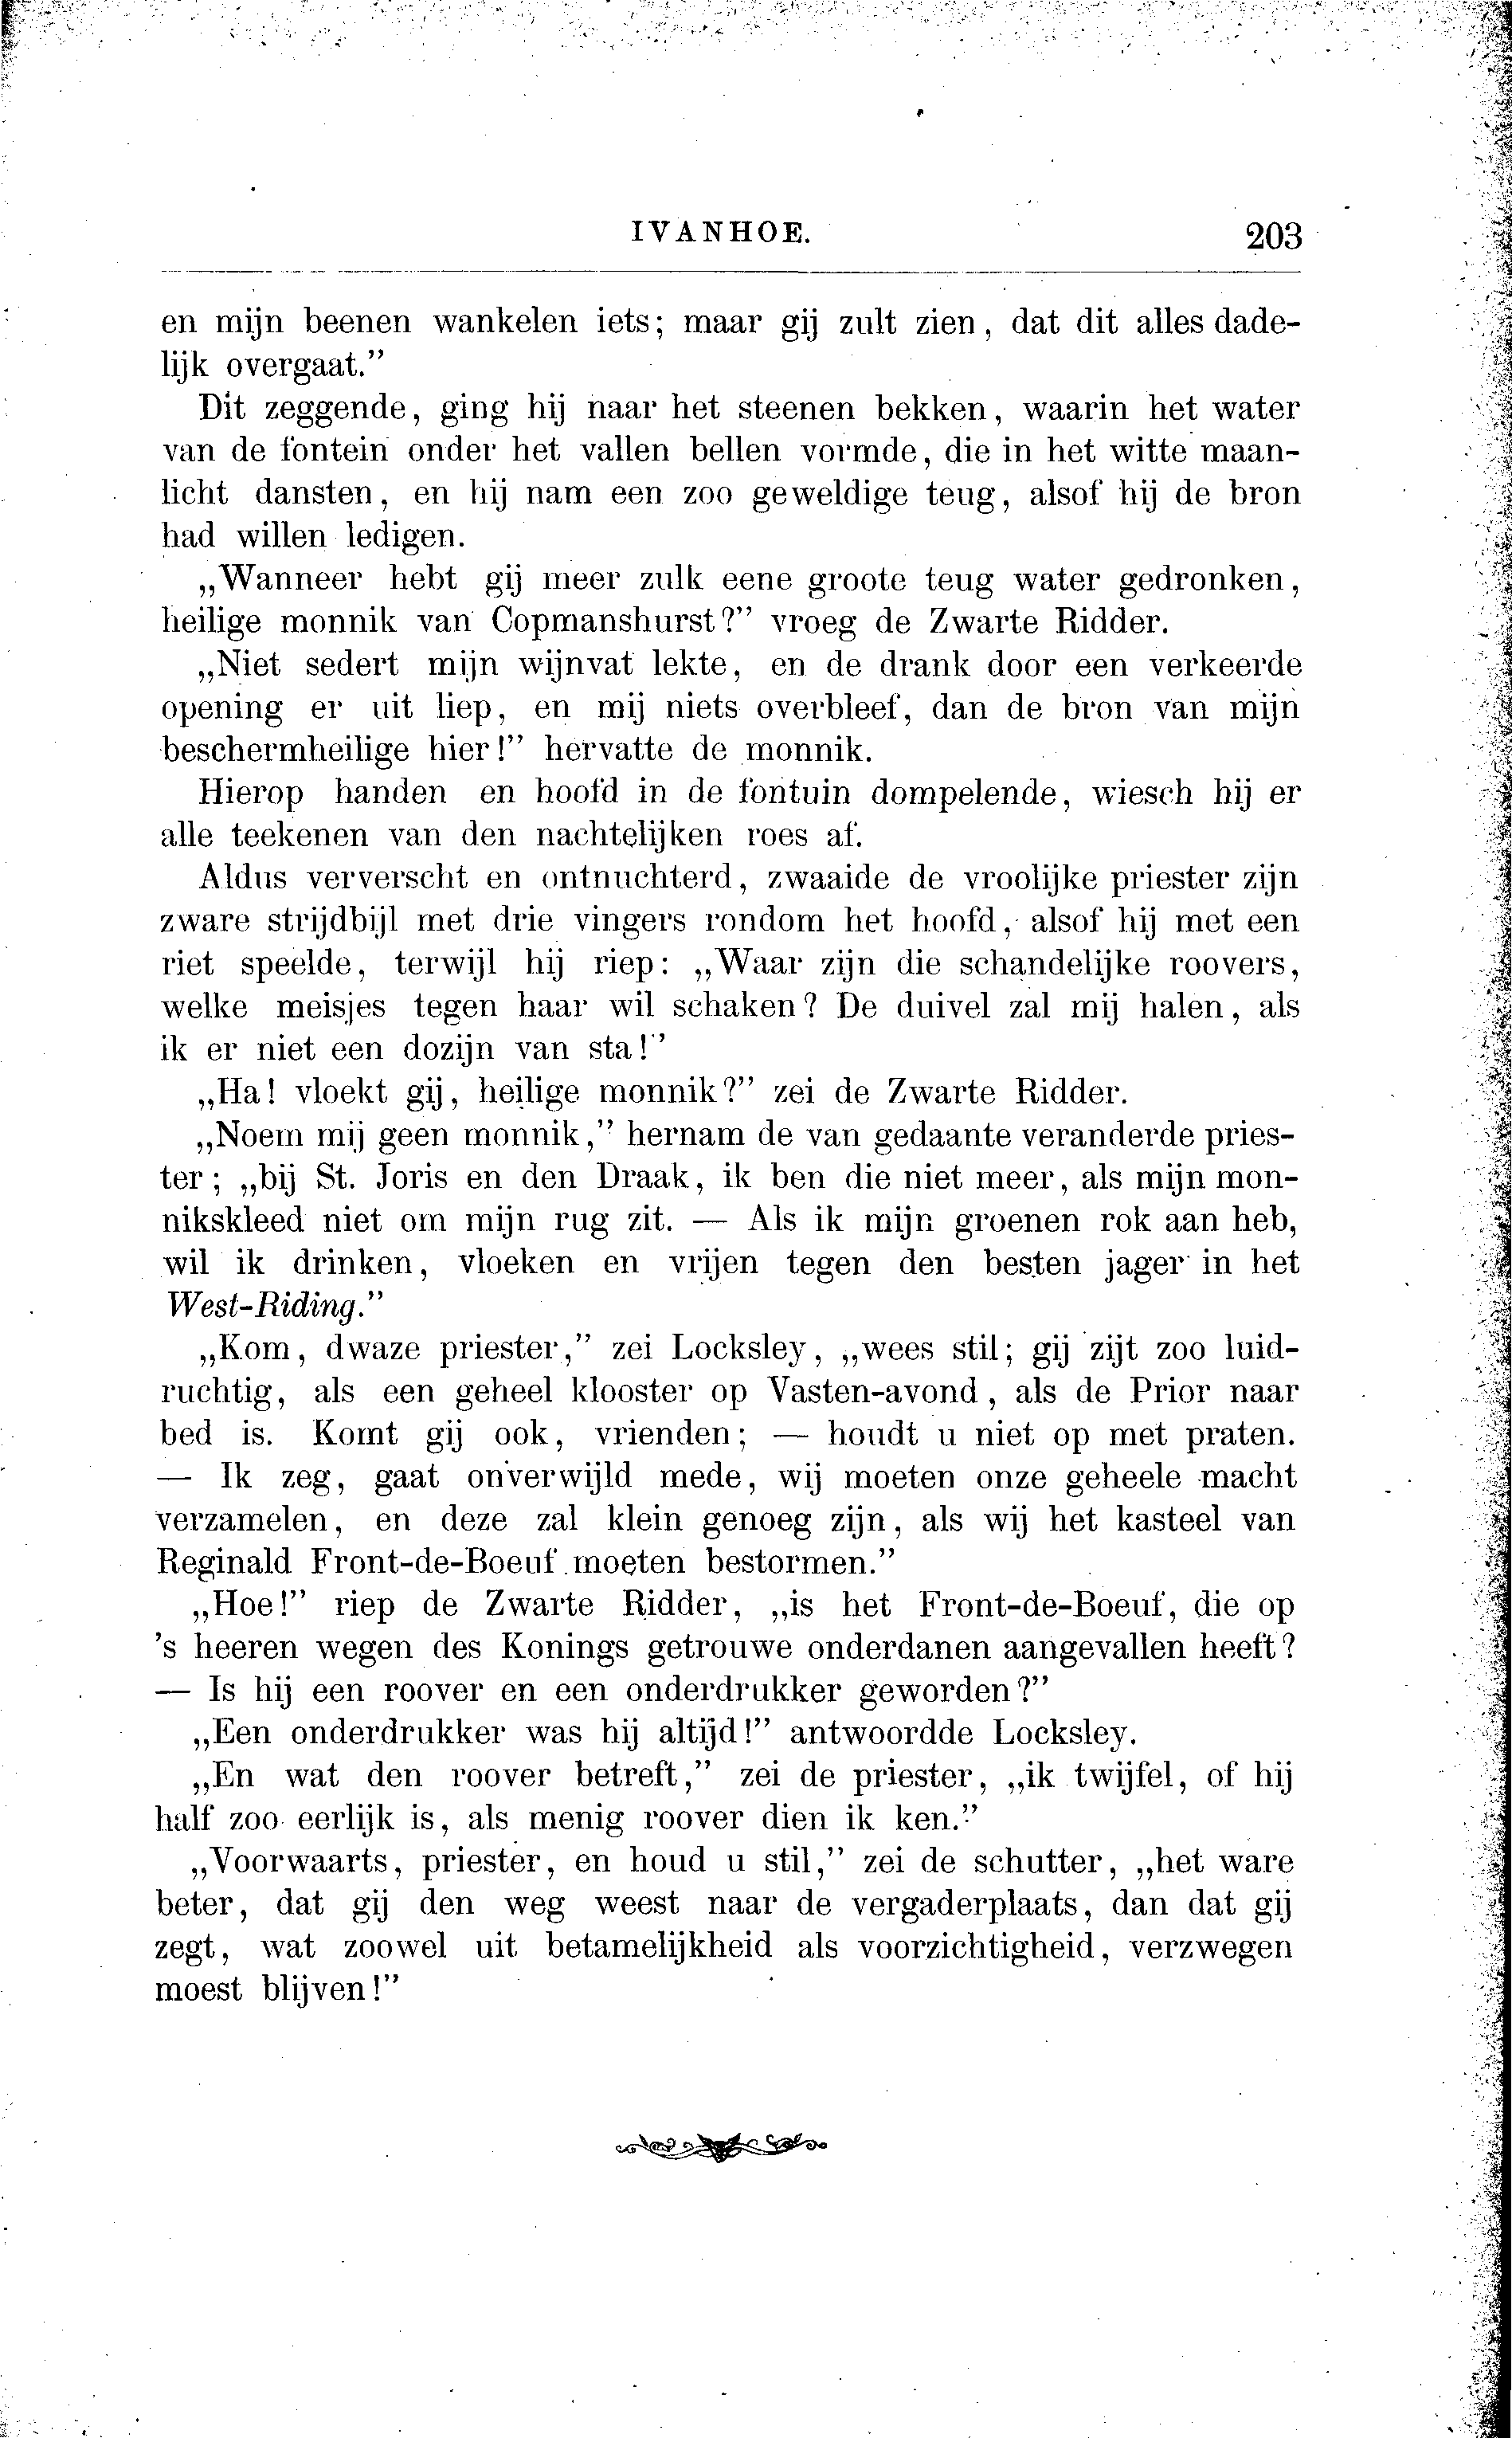 IVANHOE. 203
en mijn beenen wankelen iets; maar gij zult zien, dat dit alles dade-
lijk overgaat.”
Dit zeggende, ging hij naar het steenen bekken, waarin het water
van de fontein onder het vallen bellen vormde, die in het witte maan-
licht dansten, en hij nam een zoo geweldige teug, alsof hij de bron
had willen ledigen.
„Wanneer hebt gij meer zulk eene groote teug water gedronken,
heilige monnik van Copmanshurst?” vroeg de Zwarte Ridder.
„Niet sedert mijn wijnvat lekte, en de drank door een verkeerde
opening er uit liep, en mij niets overbleef, dan de bron van mijn
beschermheilige hier!” hervatte de monnik.
Hierop handen en hoofd in de fontuin dompelende, wiesch hij er
alle teekenen van den nachtelijken roes af.
Aldus ververscht en ontnuchterd, zwaaide de vroolijke priester zijn
zware strijdbijl met drie vingers rondom het hoofd, alsof hij met een
riet speelde, terwijl hij riep: „Waar zijn die schandelijke roovers,
welke meisjes tegen haar wil schaken? De duivel zal mij halen, als
ik er niet een dozijn van sta!”
„Ha! vloekt gij, heilige monnik?” zei de Zwarte Ridder.
„Noem mij geen monnik,” hernam de van gedaante veranderde pries-
ter; „bij St. Joris en den Draak, ik ben die niet meer, als mijn mon-
nikskleed niet om mijn rug zit. — Als ik mijn groenen rok aan heb,
wil ik drinken, vloeken en vrijen tegen den besten jager in het
West-Riding.”
„Kom, dwaze priester,” zei Locksley, „wees stil; gij zijt zoo luid-
ruchtig, als een geheel klooster op Vasten-avond, als de Prior naar
bed is. Komt gij ook, vrienden; — houdt u niet op met praten.
— Ik zeg, gaat onverwijld mede, wij moeten onze geheele macht
verzamelen, en deze zal klein genoeg zijn, als wij het kasteel van
Reginald Front-de-Boeuf moeten bestormen.”
„Hoe!” riep de Zwarte Ridder, „is het Front-de-Boeuf, die op
’s heeren wegen des Konings getrouwe onderdanen aangevallen heeft?
— Is hij een roover en een onderdrukker geworden?”
„Een onderdrukker was hij altijd!” antwoordde Locksley.
„En wat den roover betreft,” zei de priester, „ik twijfel, of hij
half zoo eerlijk is, als menig roover dien ik ken.”
„Voorwaarts, priester, en houd u stil,” zei de schutter, „het ware
beter, dat gij den weg weest naar de vergaderplaats, dan dat gij
zegt, wat zoowel uit betamelijkheid als voorzichtigheid, verzwegen
moest blijven!”